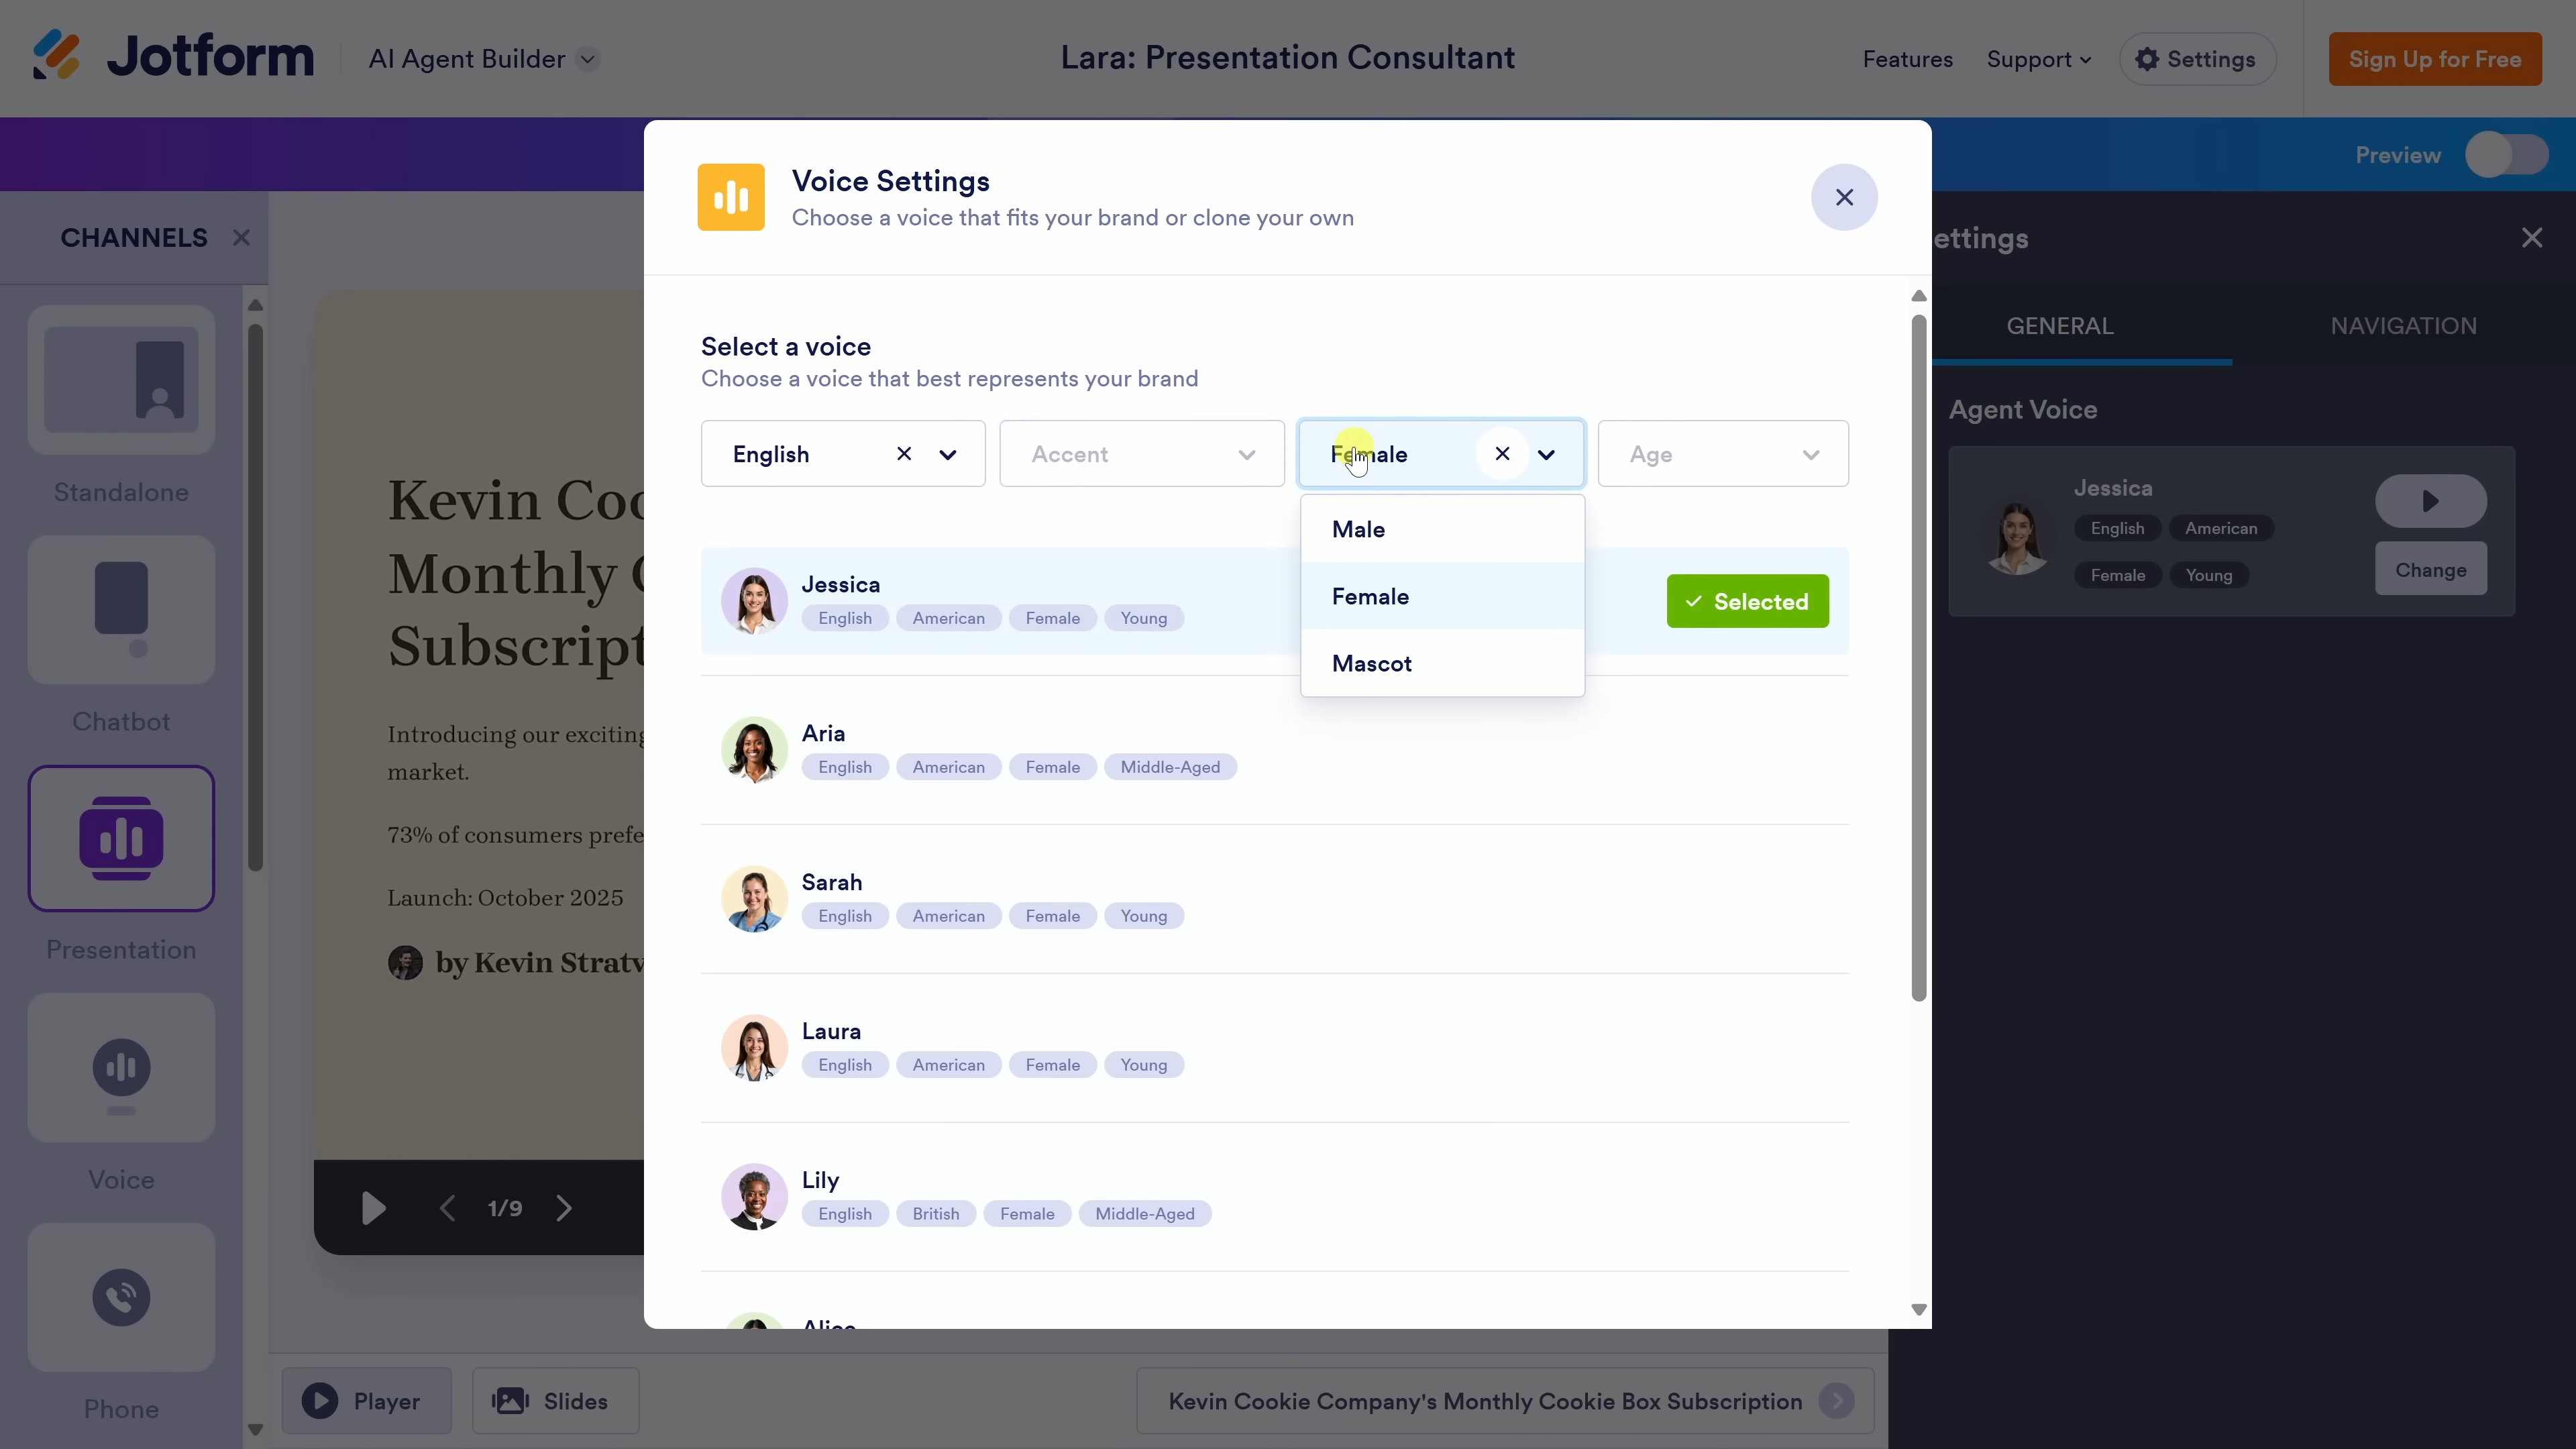 Jotform
AI Agent Builder
Lara: Presentation Consultant
Features
Support
Settings
Sign Up for Free
Preview
CHANNELS
Standalone
Chatbot
Presentation
Voice
Phone
Kevin Coo
Monthly
Subscript
Introducing our exciting
market.
73% of consumers prefe
Launch: October 2025
by Kevin Stratv
1/9
Player
Slides
Kevin Cookie Company's Monthly Cookie Box Subscription
Voice Settings
Choose a voice that fits your brand or clone your own
Select a voice
Choose a voice that best represents your brand
English
Accent
Female
Age
Male
Female
Mascot
Jessica
English American Female Young
Selected
Aria
English American Female Middle-Aged
Sarah
English American Female Young
Laura
English American Female Young
Lily
English British Female Middle-Aged
Alice
ettings
GENERAL
NAVIGATION
Agent Voice
Jessica
English American
Female Young
Change